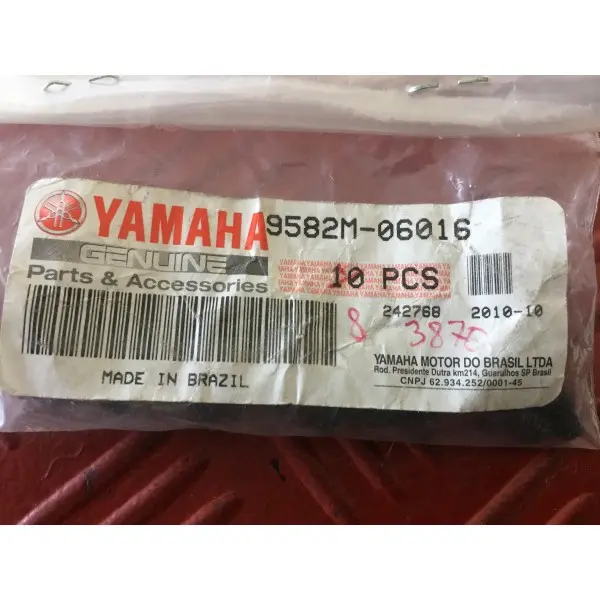 YAMAHA 9582M-06016
GENUINE
Parts & Accessories
10 PCS
242768 2010-10
8 3876
YAMAHA MOTOR DO BRASIL LTDA
Rod. Presidente Dutra km214, Guarulhos SP Brasil
CNPJ 62.934.252/0001-45
MADE IN BRAZIL